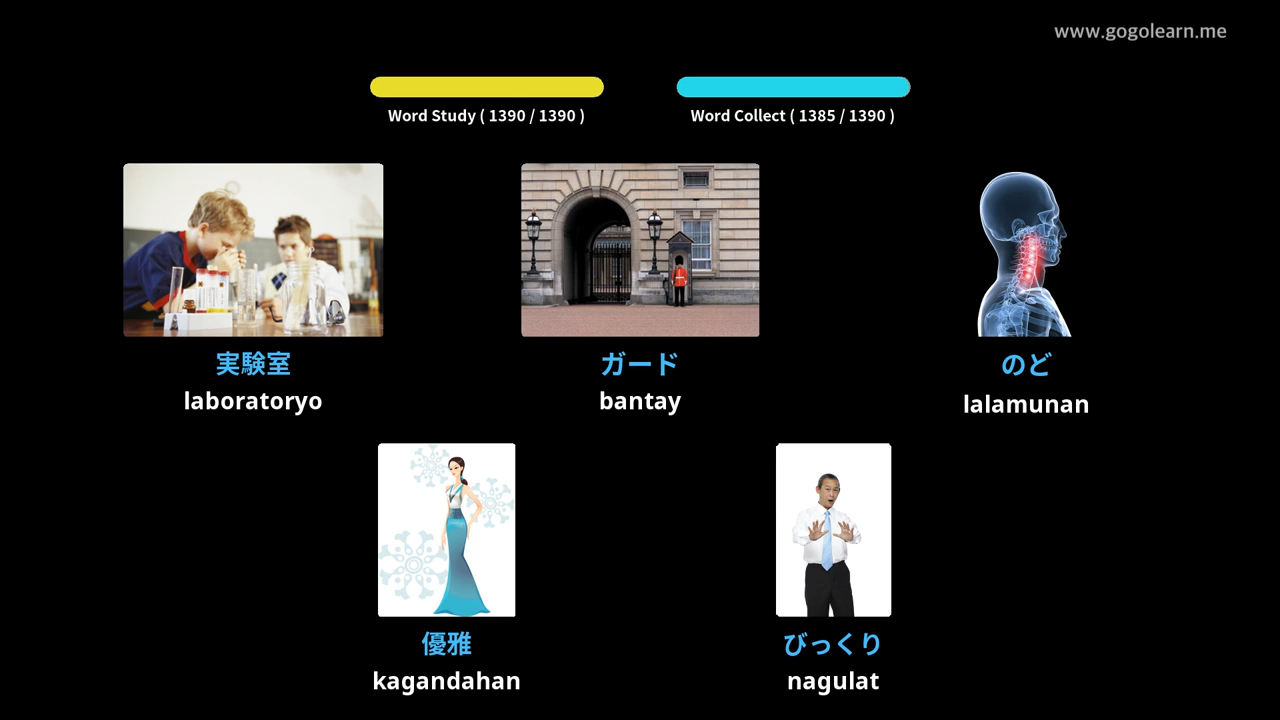 www.gogolearn.me
Word Study ( 1390 / 1390 )
Word Collect ( 1385 / 1390 )
実験室
laboratoryo
ガード
bantay
のど
lalamunan
優雅
kagandahan
びっくり
nagulat